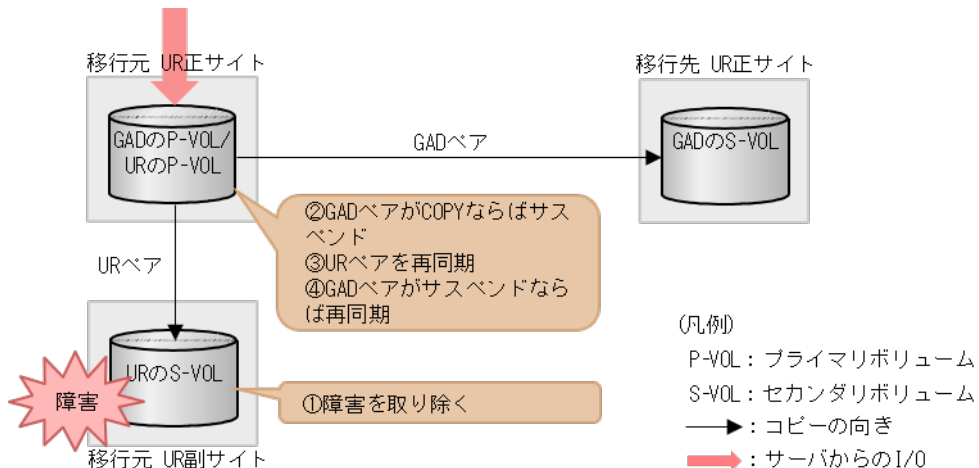 移行元 UR正サイト
移行先 UR正サイト
GADのP-VOL/
URのP-VOL
GADペア
GADのS-VOL
②GADペアがCOPYならばサス
ペンド
③URペアを再同期
④GADペアがサスペンドなら
ば再同期
URペア
URのS-VOL
障害
①障害を取り除く
移行元 UR副サイト
(凡例)
P-VOL：プライマリボリューム
S-VOL：セカンダリボリューム
：コピーの向き
：サーバからのI/O